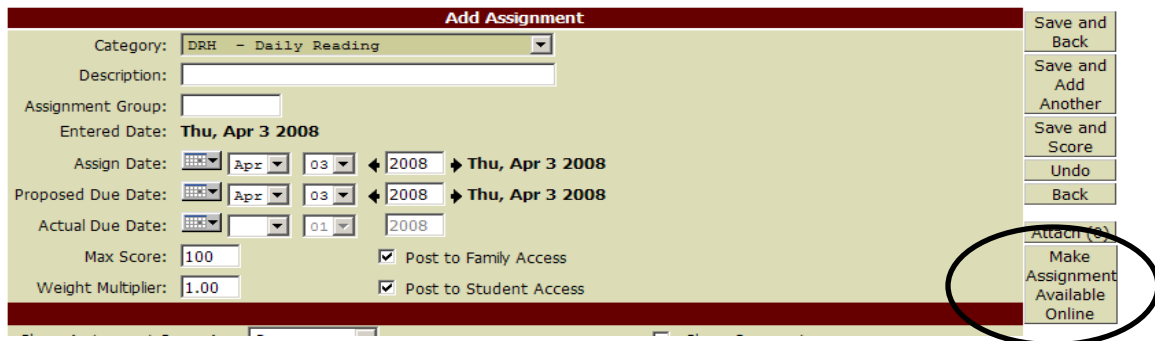 Add Assignment
Category: DRH - Daily Reading
Description:
Assignment Group:
Entered Date: Thu, Apr 3 2008
Assign Date: Apr 03 2008 Thu, Apr 3 2008
Proposed Due Date: Apr 03 2008 Thu, Apr 3 2008
Actual Due Date: 01 2008
Max Score: 100 Post to Family Access
Weight Multiplier: 1.00 Post to Student Access
Save and
Back
Save and
Add
Another
Save and
Score
Undo
Back
Attach (0)
Make
Assignment
Available
Online